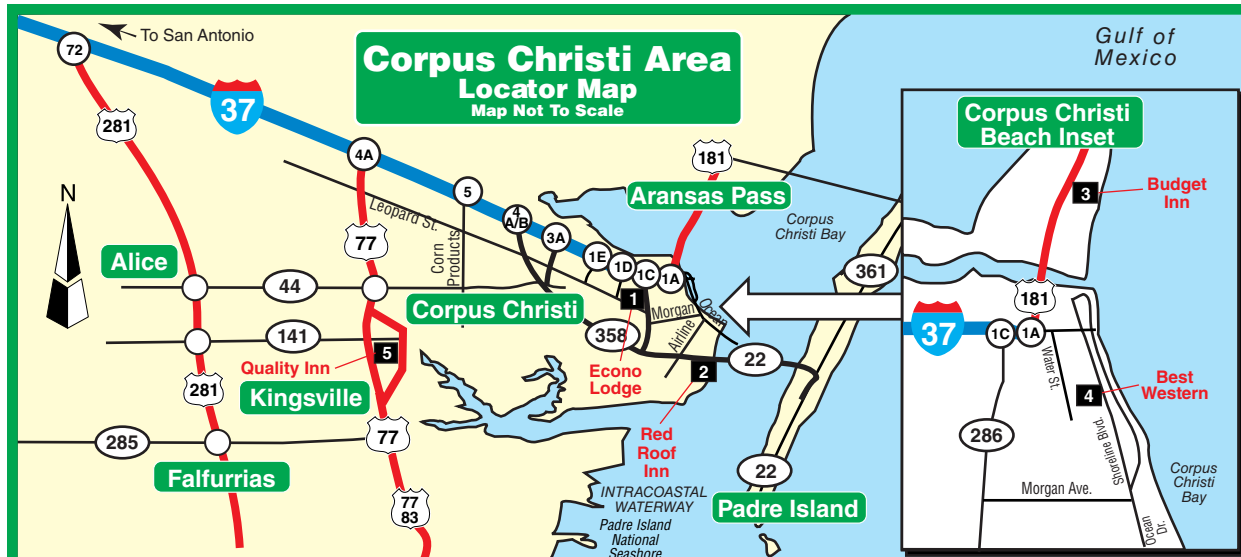 To San Antonio
Corpus Christi Area
Locator Map
Map Not To Scale
Gulf of
Mexico
72
37
281
4A
5
4
A/B
3A
1E
1D
1C
1A
181
Leopard St.
Corn
Products
N
77
Aransas Pass
Corpus
Christi Bay
361
Alice
44
Corpus Christi
1
Morgan
Ocean
Airline
141
358
22
Quality Inn
5
Kingsville
Econo
Lodge
2
281
77
Red
Roof
Inn
285
Falfurrias
77
83
22
INTRACOASTAL
WATERWAY
Padre Island
National
Seashore
Padre Island
Corpus Christi
Beach Inset
3
Budget
Inn
181
37
1C
1A
Water St.
4
Best
Western
286
Shoreline Blvd.
Morgan Ave.
Corpus
Christi
Bay
Ocean
Dr.